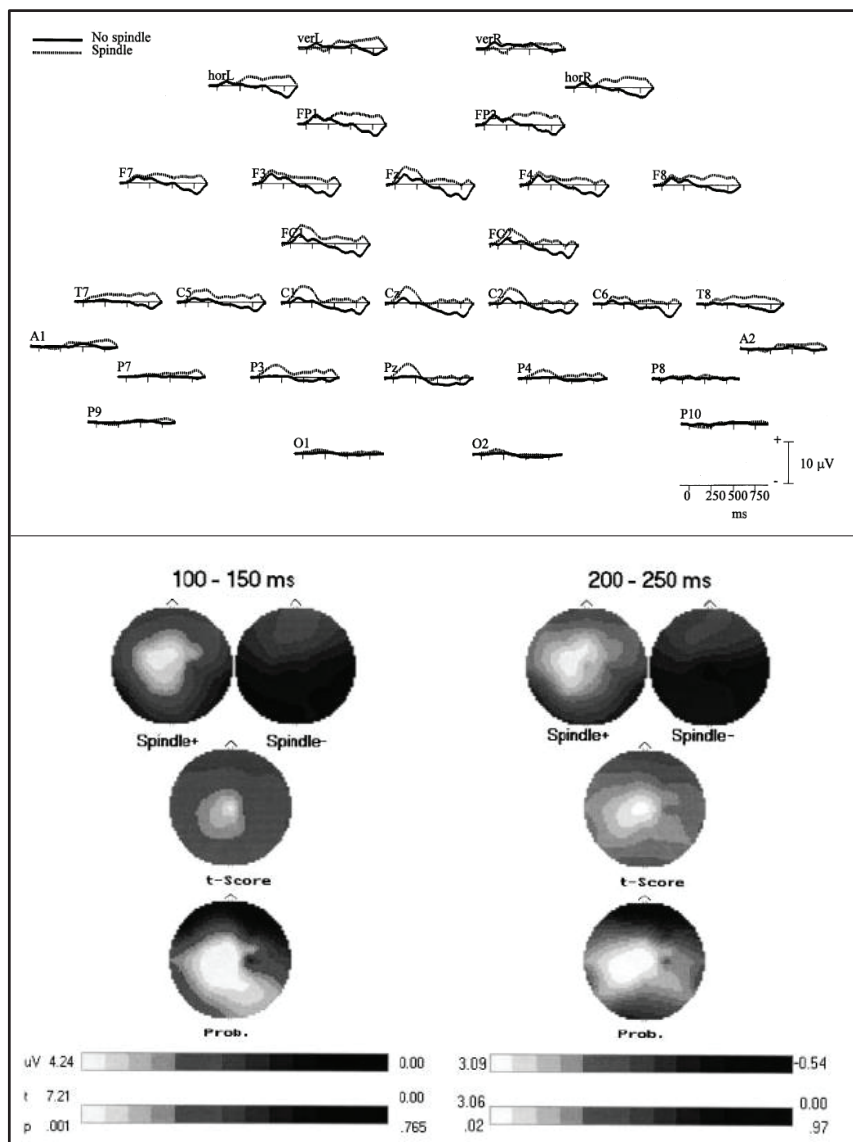 No spindle
Spindle
verL verR
horL horR
FP1 FP2
F7 F3 Fz F4 F8
FC1 FC2
T7 C5 C1 Cz C2 C6 T8
A1 A2
P7 P3 Pz P4 P8
P9 P10
O1 O2
+
10 µV
-
0 250 500 750
ms
100 - 150 ms 200 - 250 ms
Spindle+ Spindle- Spindle+ Spindle-
t-Score t-Score
Prob. Prob.
uV 4.24 0.00 3.09 -0.54
t 7.21 0.00 3.06 0.00
p .001 .765 .02 .97